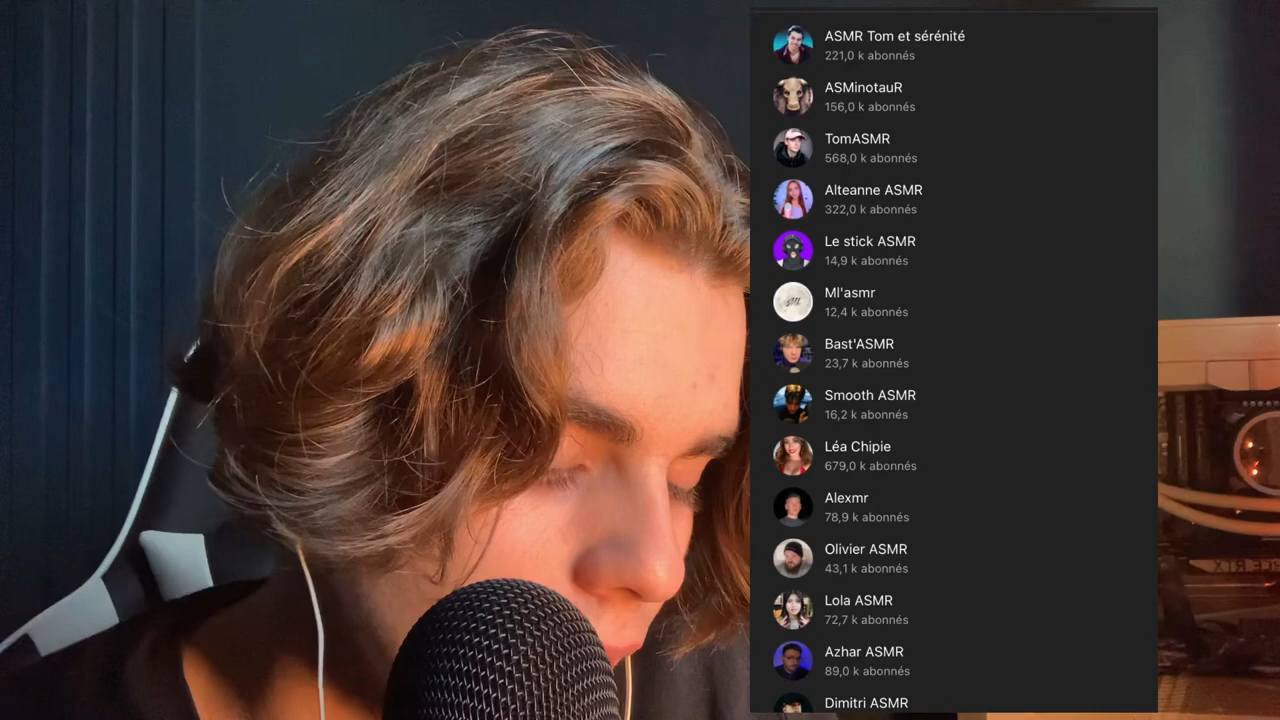 ASMR Tom et sérénité
221,0 k abonnés
ASMinotauR
156,0 k abonnés
TomASMR
568,0 k abonnés
Alteanne ASMR
322,0 k abonnés
Le stick ASMR
14,9 k abonnés
Ml'asmr
12,4 k abonnés
Bast'ASMR
23,7 k abonnés
Smooth ASMR
16,2 k abonnés
Léa Chipie
679,0 k abonnés
Alexmr
78,9 k abonnés
Olivier ASMR
43,1 k abonnés
Lola ASMR
72,7 k abonnés
Azhar ASMR
89,0 k abonnés
Dimitri ASMR